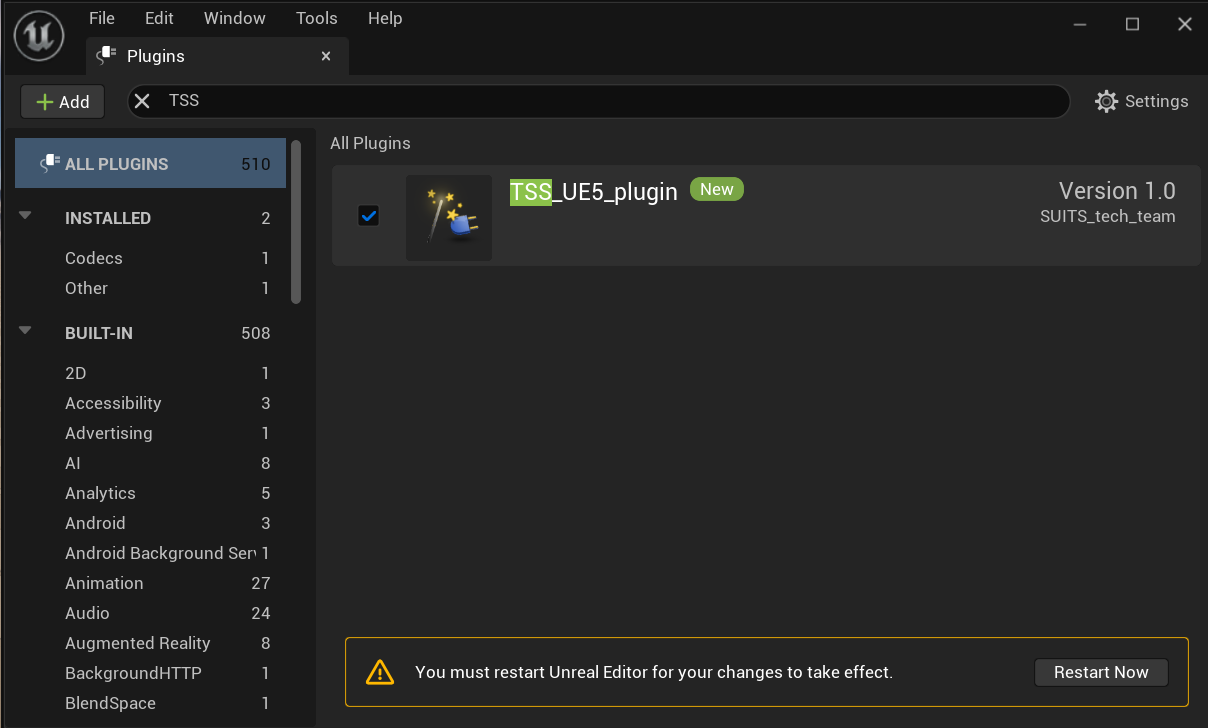 File Edit Window Tools Help
Plugins
Add
TSS
Settings
ALL PLUGINS 510
INSTALLED 2
Codecs 1
Other 1
BUILT-IN 508
2D 1
Accessibility 3
Advertising 1
AI 8
Analytics 5
Android 3
Android Background Ser 1
Animation 27
Audio 24
Augmented Reality 8
BackgroundHTTP 1
BlendSpace 1
All Plugins
TSS_UE5_plugin New
Version 1.0
SUITS_tech_team
You must restart Unreal Editor for your changes to take effect. Restart Now